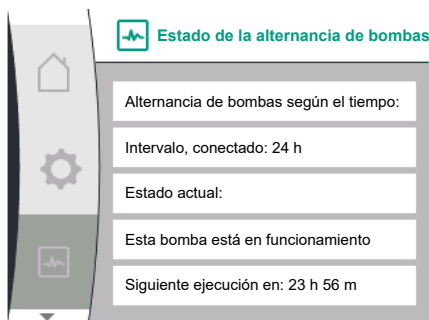 Estado de la alternancia de bombas
Alternancia de bombas según el tiempo:
Intervalo, conectado: 24 h
Estado actual:
Esta bomba está en funcionamiento
Siguiente ejecución en: 23 h 56 m